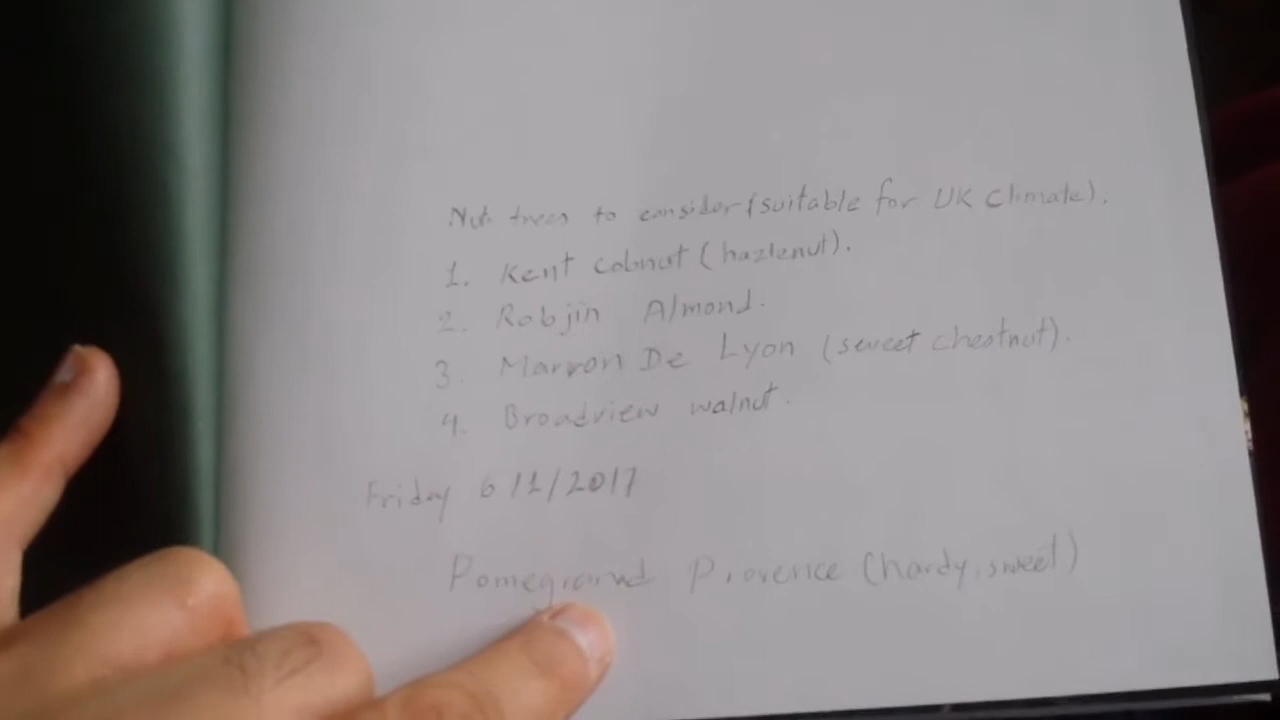 Nut trees to consider (suitable for UK Climate).
1. Kent cobnut (hazlenut).
2. Robjin Almond.
3. Marron De Lyon (sweet chestnut).
4. Broadview walnut.
Friday 6/1/2017
Pomegranad Provence (hardy, sweet)